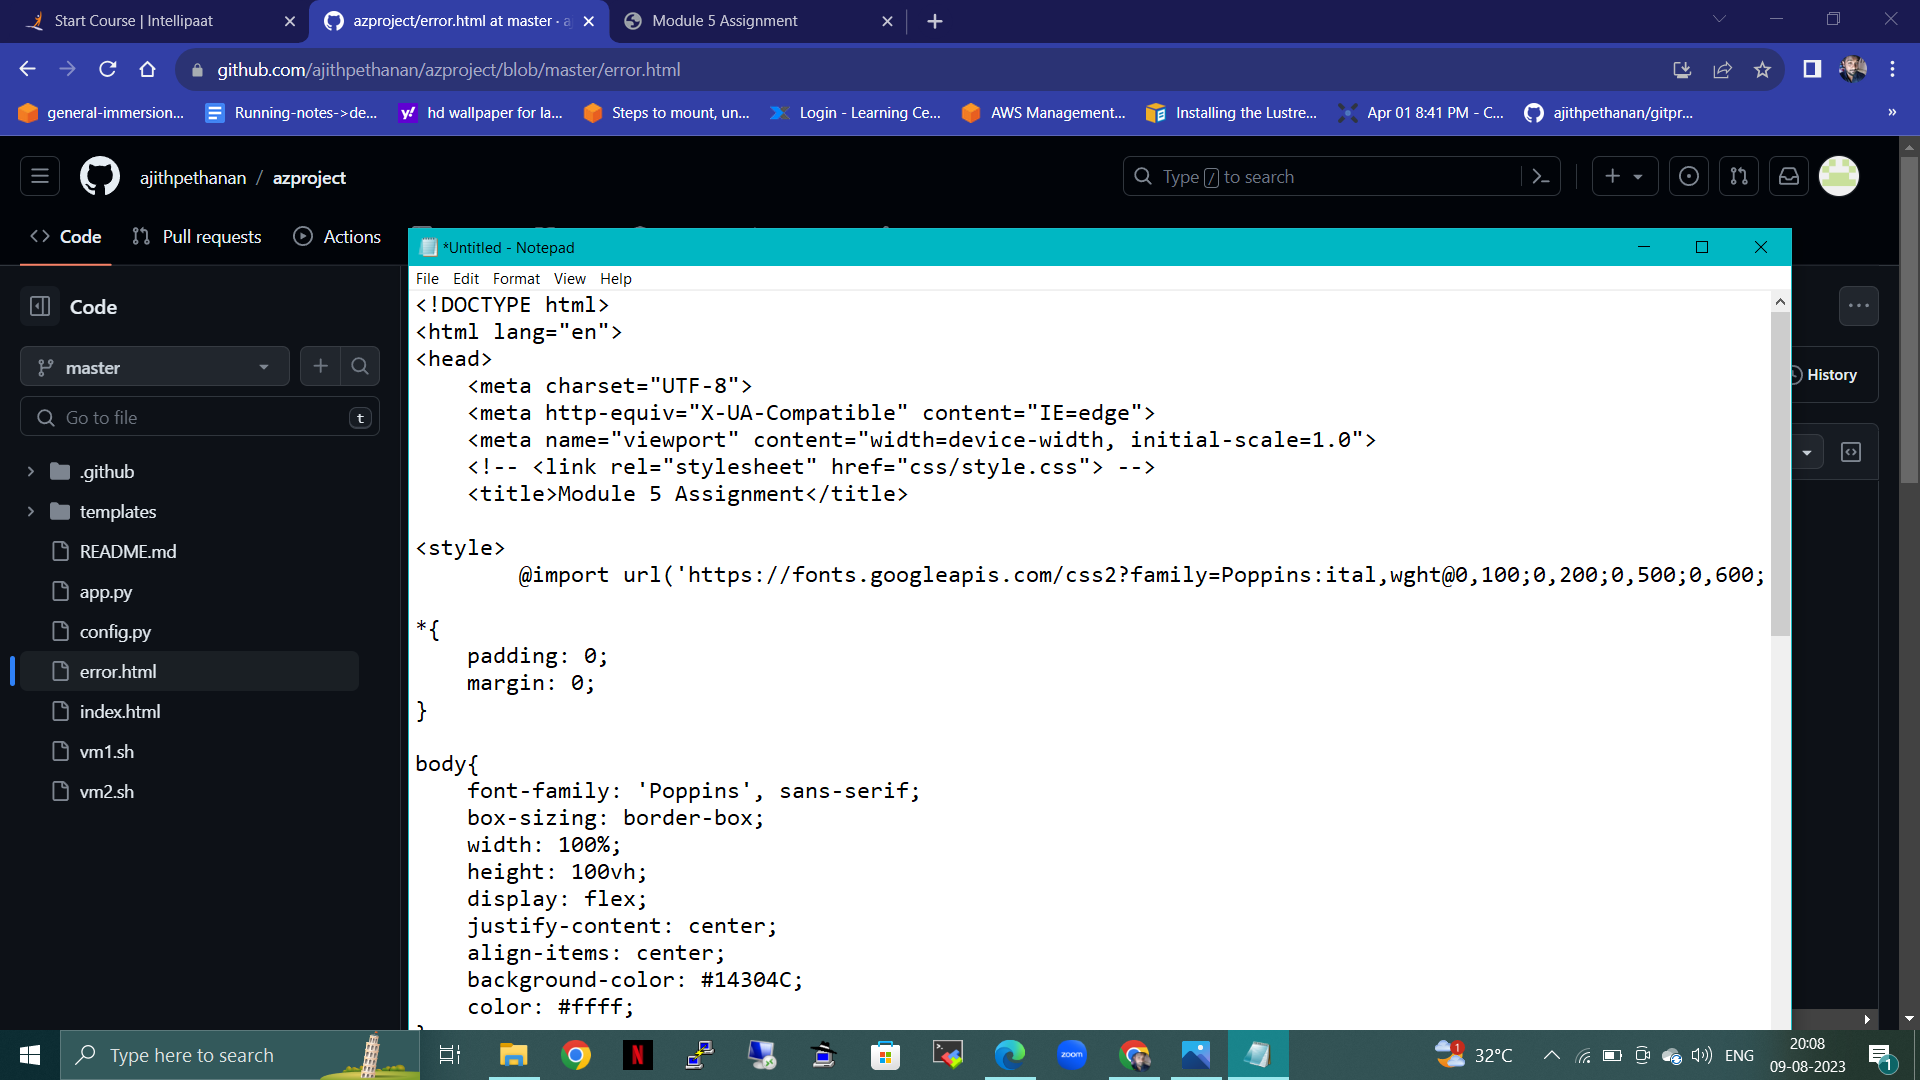 Start Course | Intellipaat
azproject/error.html at master · a
Module 5 Assignment
github.com/ajithpethanan/azproject/blob/master/error.html
general-immersion...
Running-notes->de...
hd wallpaper for la...
Steps to mount, un...
Login - Learning Ce...
AWS Management...
Installing the Lustre...
Apr 01 8:41 PM - C...
ajithpethanan/gitpr...
»
ajithpethanan / azproject
Type / to search
Code
Pull requests
Actions
*Untitled - Notepad
File Edit Format View Help
Code
master
Go to file
t
.github
templates
README.md
app.py
config.py
error.html
index.html
vm1.sh
vm2.sh
History
<!DOCTYPE html>
<html lang="en">
<head>
    <meta charset="UTF-8">
    <meta http-equiv="X-UA-Compatible" content="IE=edge">
    <meta name="viewport" content="width=device-width, initial-scale=1.0">
    <!-- <link rel="stylesheet" href="css/style.css"> -->
    <title>Module 5 Assignment</title>
<style>
        @import url('https://fonts.googleapis.com/css2?family=Poppins:ital,wght@0,100;0,200;0,500;0,600;
*{
    padding: 0;
    margin: 0;
}
body{
    font-family: 'Poppins', sans-serif;
    box-sizing: border-box;
    width: 100%;
    height: 100vh;
    display: flex;
    justify-content: center;
    align-items: center;
    background-color: #14304C;
    color: #ffff;
Type here to search
N
zoom
1
32°C
ENG
20:08
09-08-2023
1